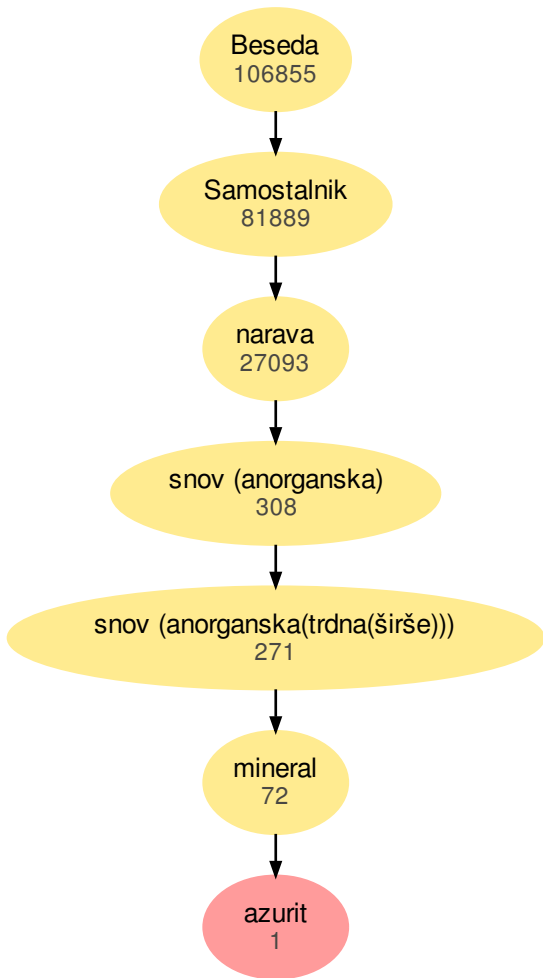 Beseda
106855
Samostalnik
81889
narava
27093
snov (anorganska)
308
snov (anorganska(trdna(širše)))
271
mineral
72
azurit
1